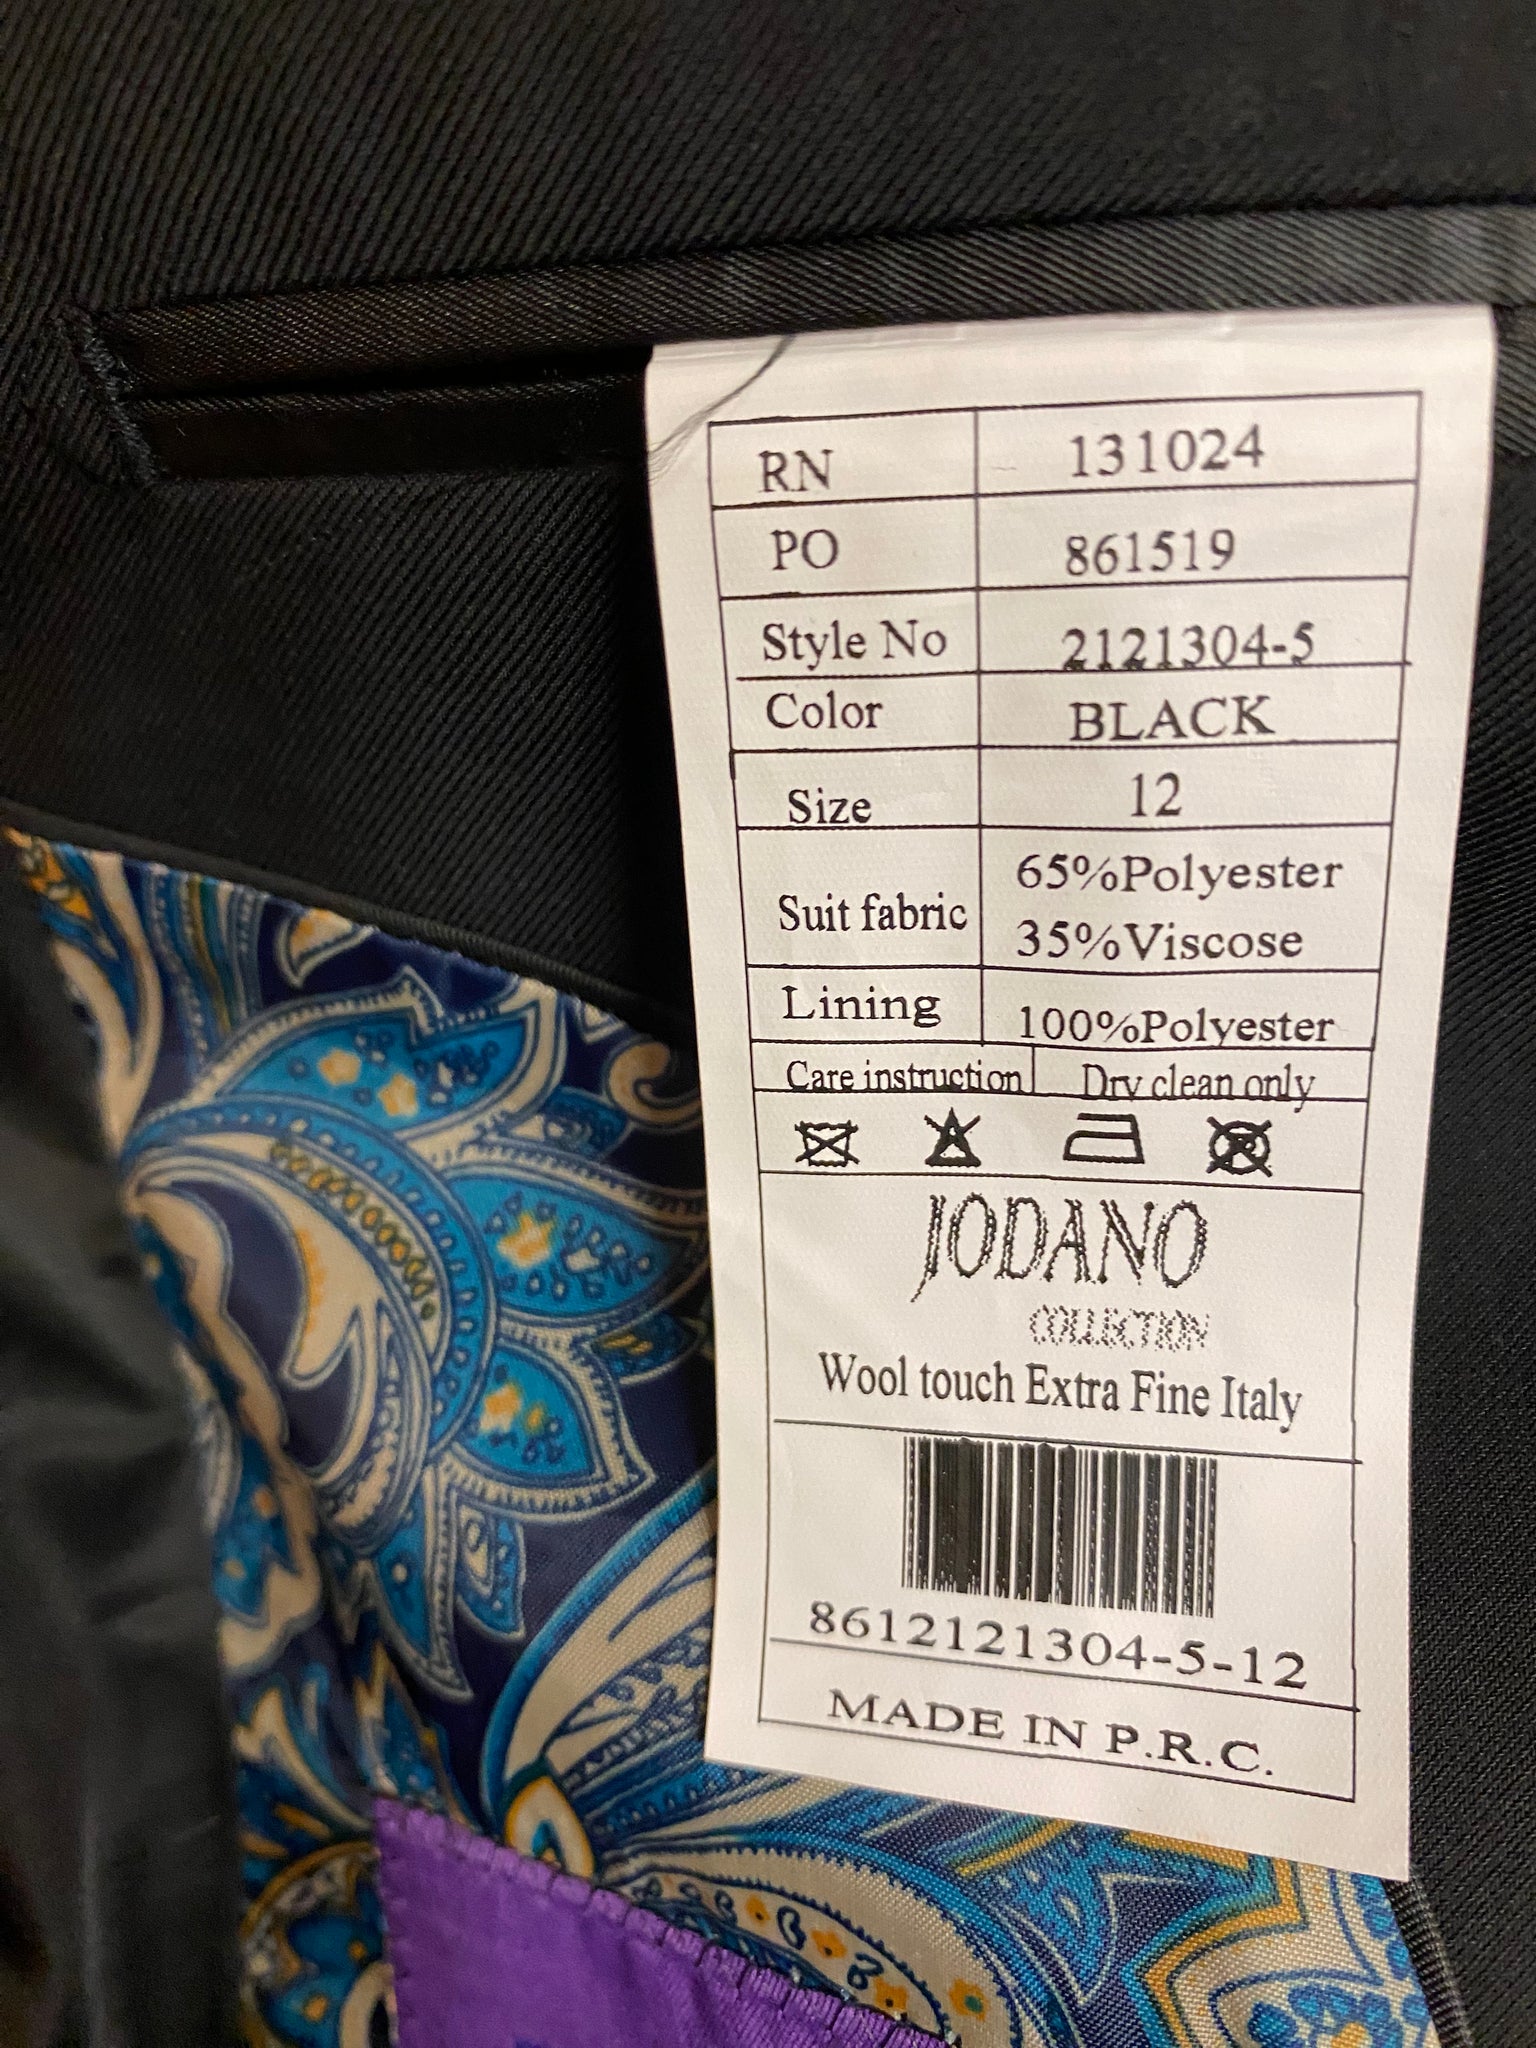 RN 131024
PO 861519
Style No 2121304-5
Color BLACK
Size 12
Suit fabric 65%Polyester
35%Viscose
Lining 100%Polyester
Care instruction Dry clean only
JODANO
COLLECTION
Wool touch Extra Fine Italy
8612121304-5-12
MADE IN P.R.C.